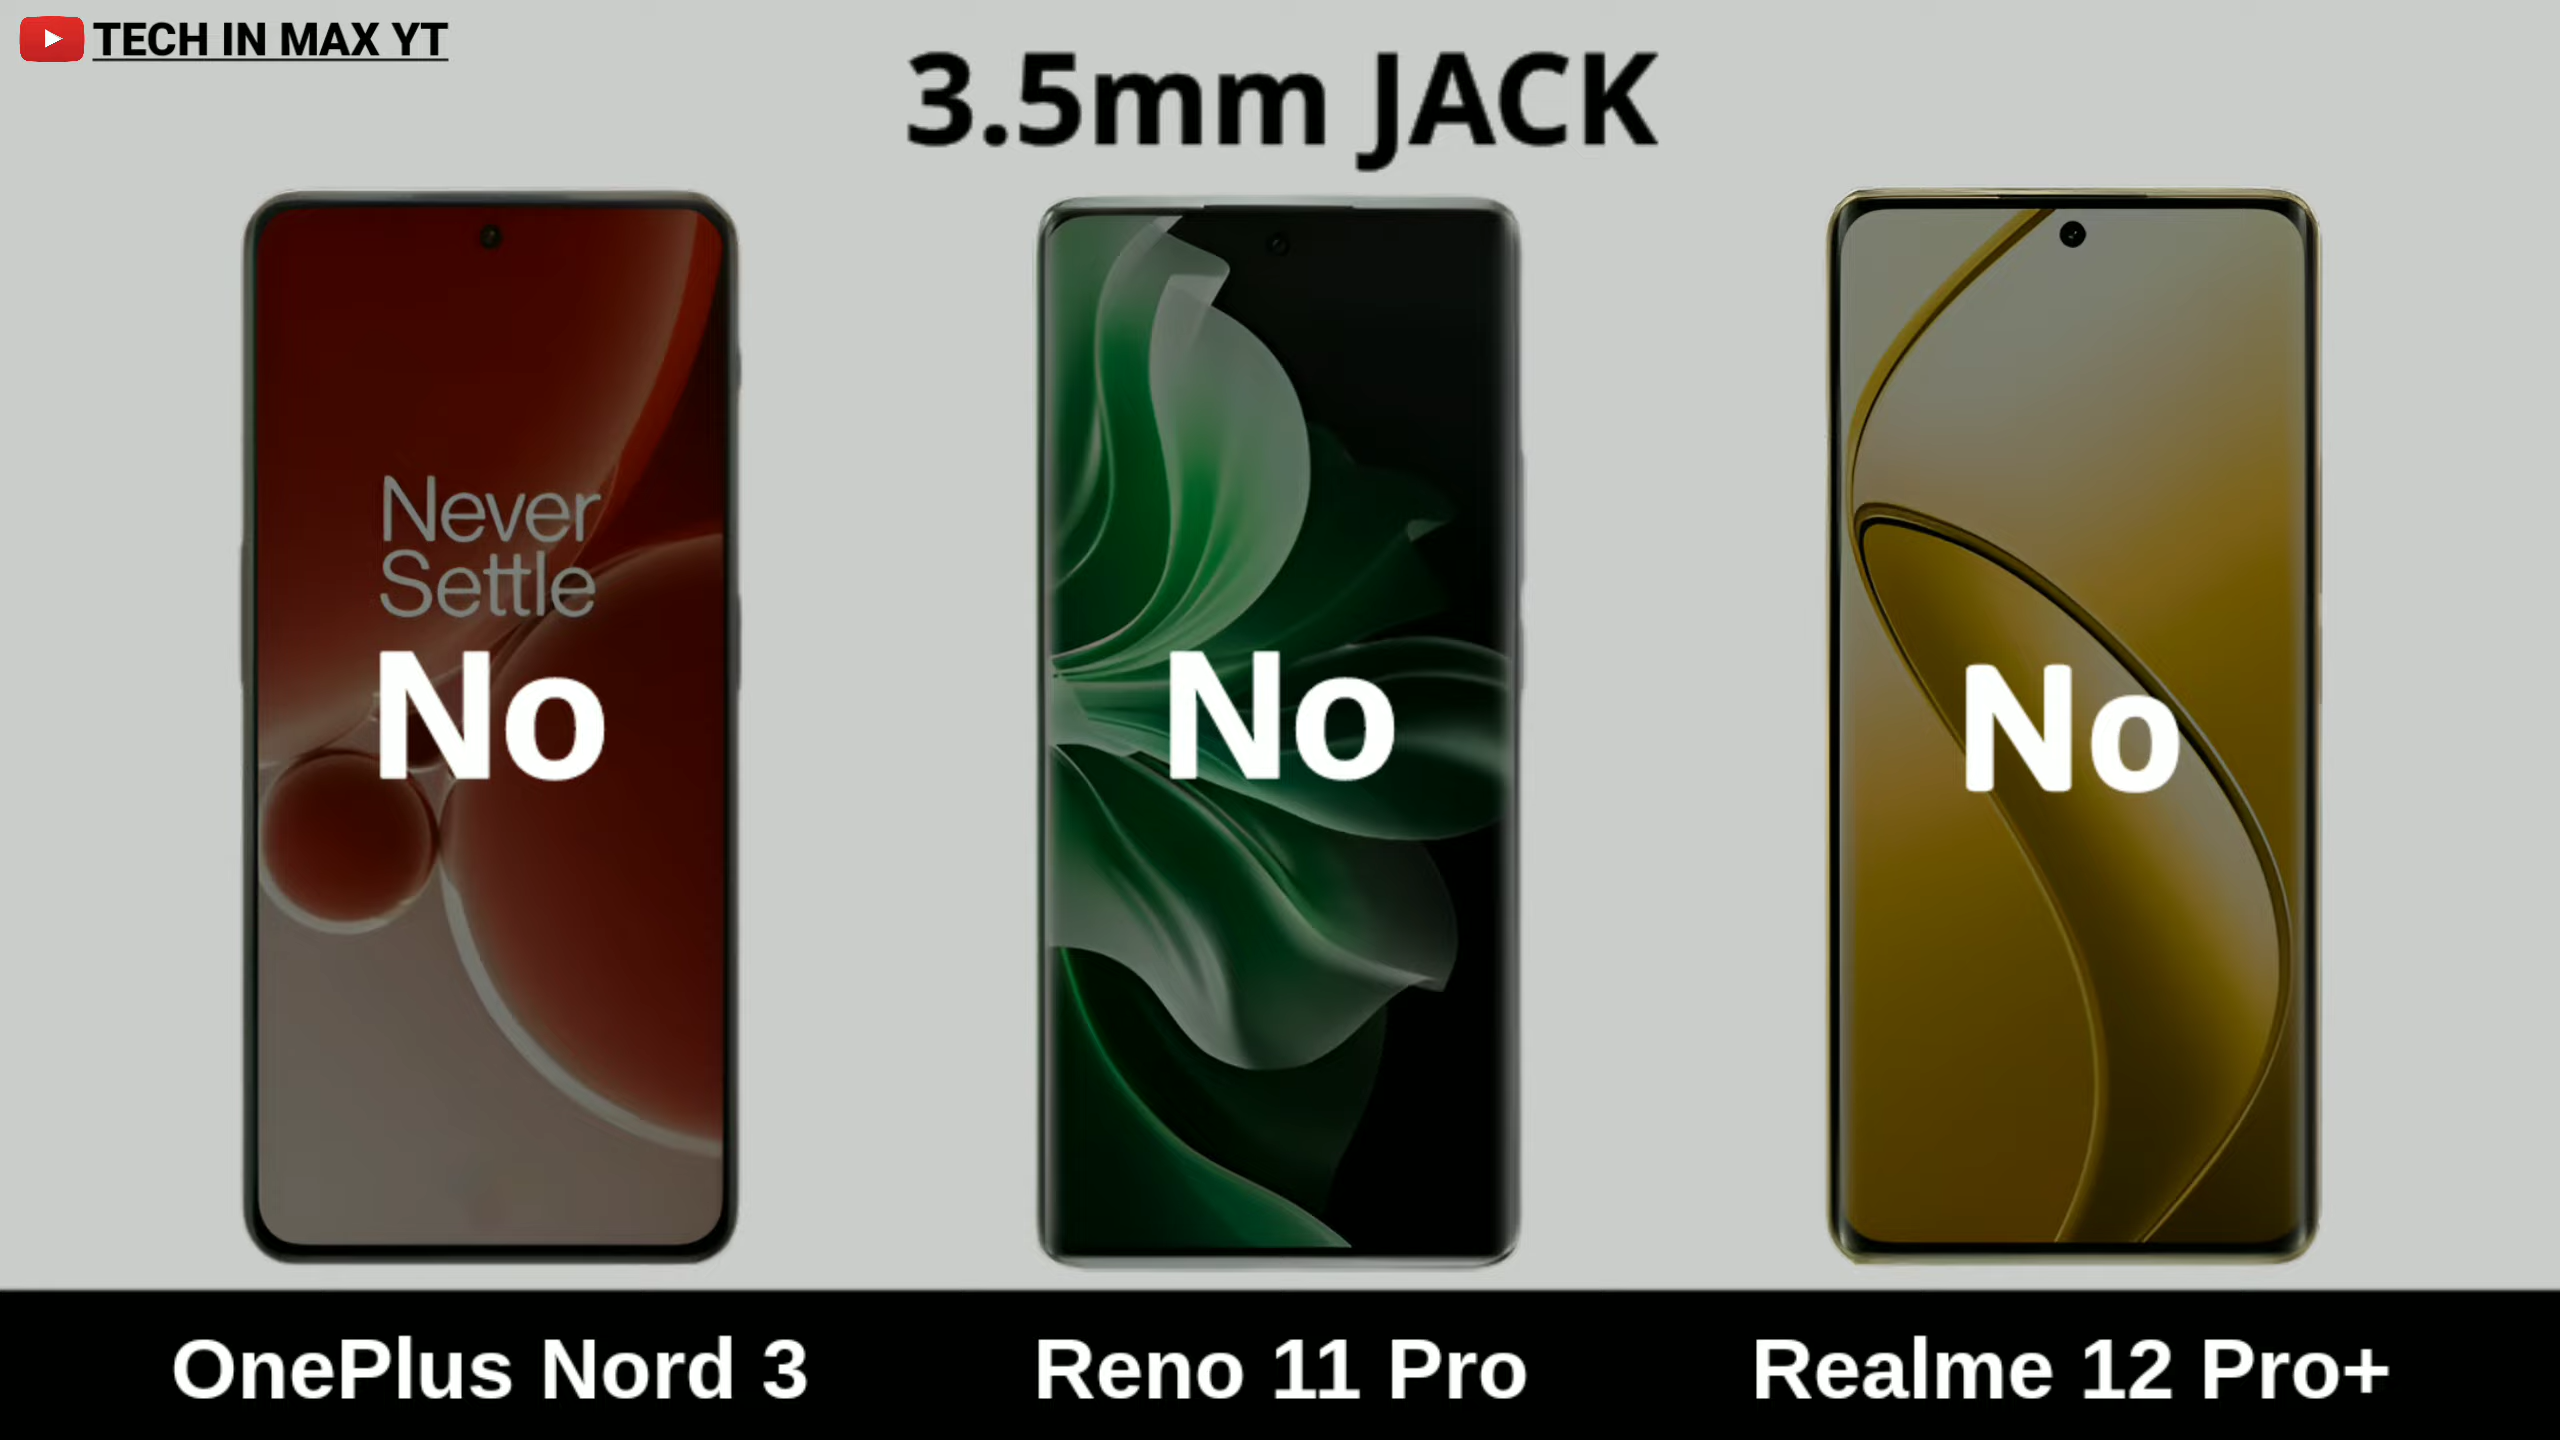 TECH IN MAX YT
3.5mm JACK
Never
Settle
No
No
No
OnePlus Nord 3
Reno 11 Pro
Realme 12 Pro+